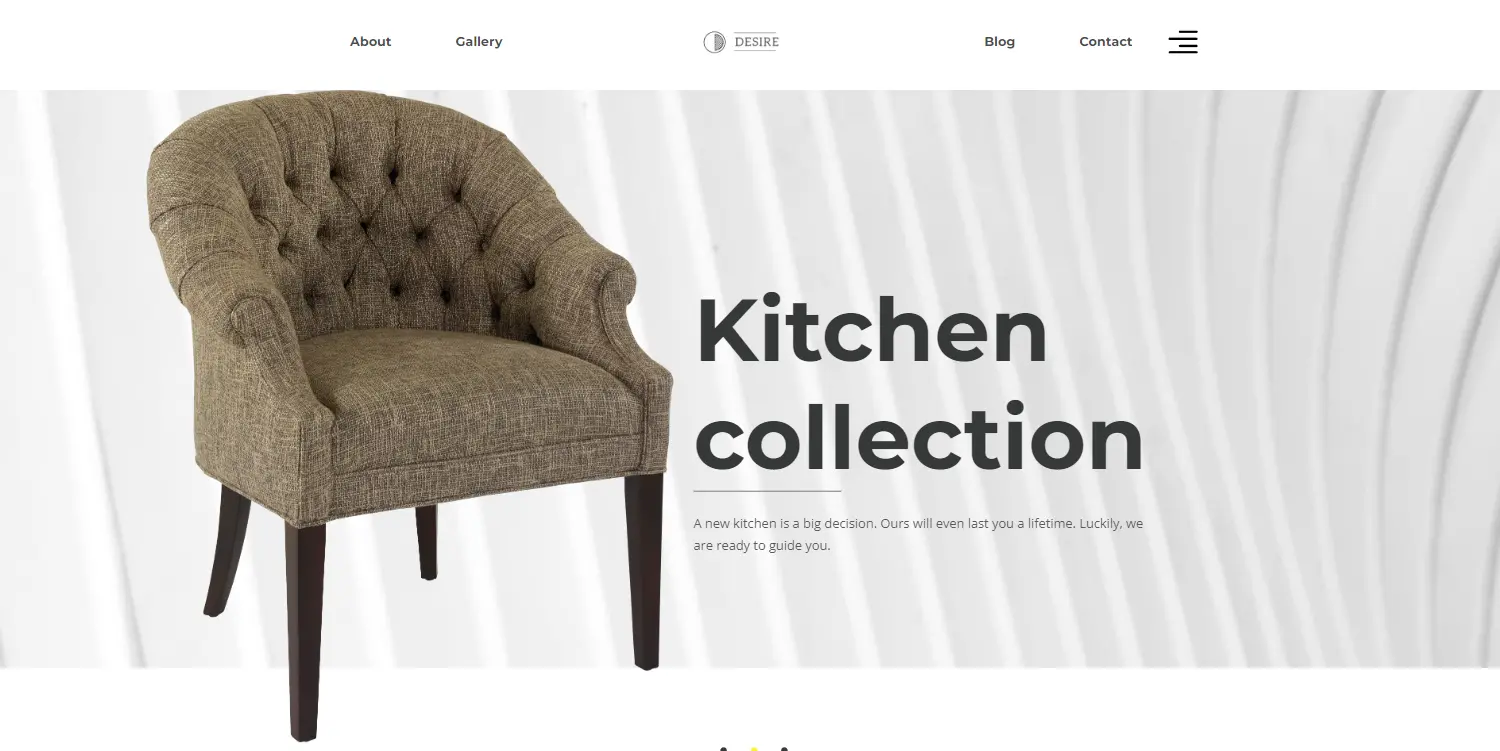 About
Gallery
DESIRE
Blog
Contact
Kitchen
collection
A new kitchen is a big decision. Ours will even last you a lifetime. Luckily, we
are ready to guide you.